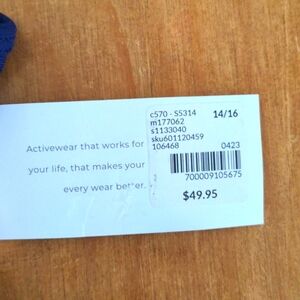 Activewear that works for
your life, that makes your
every wear better.
c570 - S5314 14/16
m177062
s1133040
sku601120459
106468 0423
700009105675
$49.95